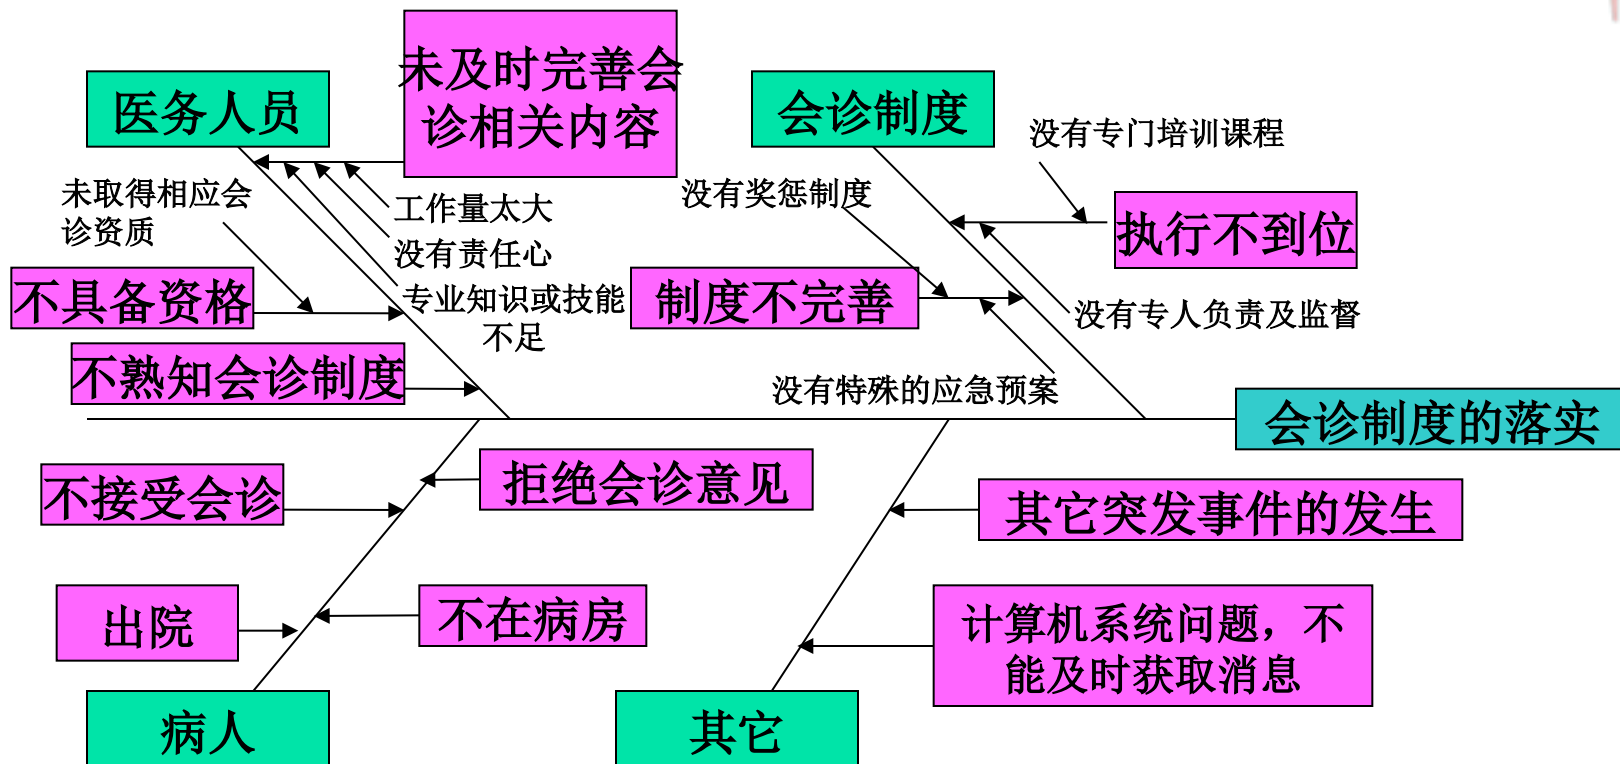 未及时完善会
诊相关内容
医务人员
会诊制度
没有专门培训课程
未取得相应会
诊资质
工作量太大
没有奖惩制度
执行不到位
没有责任心
不具备资格
专业知识或技能
不足
制度不完善
没有专人负责及监督
不熟知会诊制度
没有特殊的应急预案
会诊制度的落实
不接受会诊
拒绝会诊意见
其它突发事件的发生
出院
不在病房
计算机系统问题，不
能及时获取消息
病人
其它